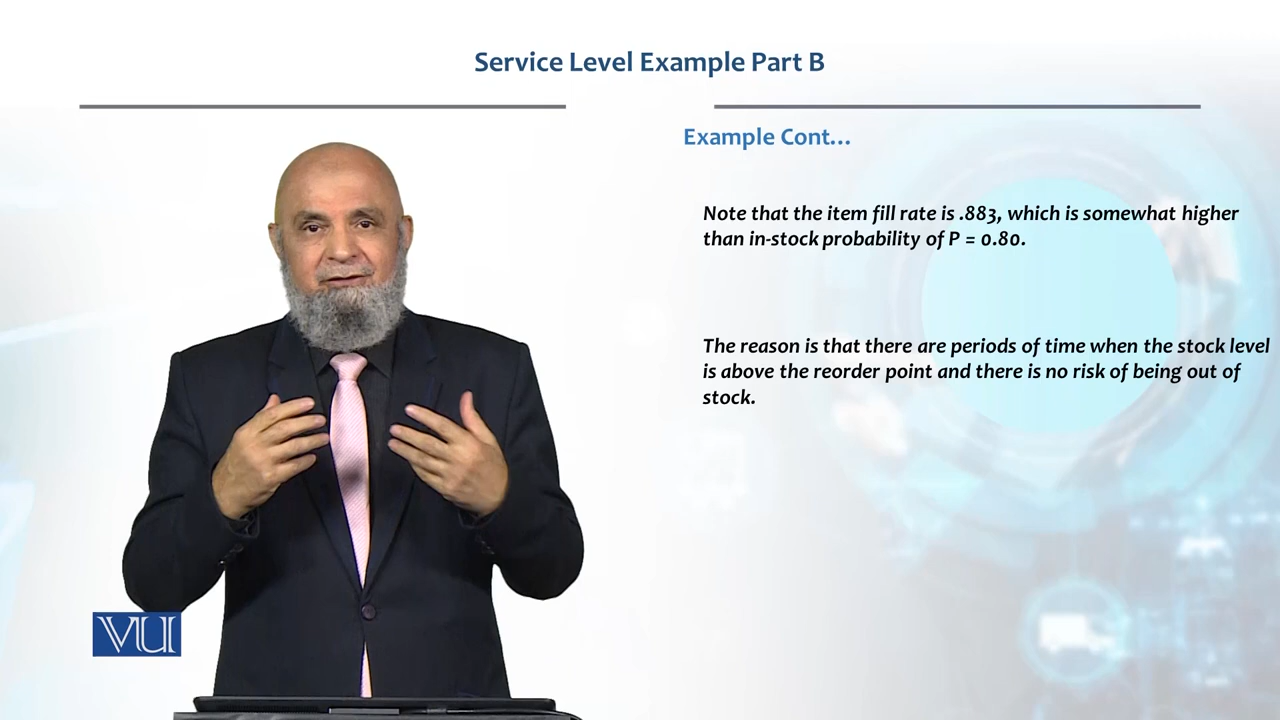 Service Level Example Part B
Example Cont...
Note that the item fill rate is .883, which is somewhat higher
than in-stock probability of P = 0.80.
The reason is that there are periods of time when the stock level
is above the reorder point and there is no risk of being out of
stock.
VU